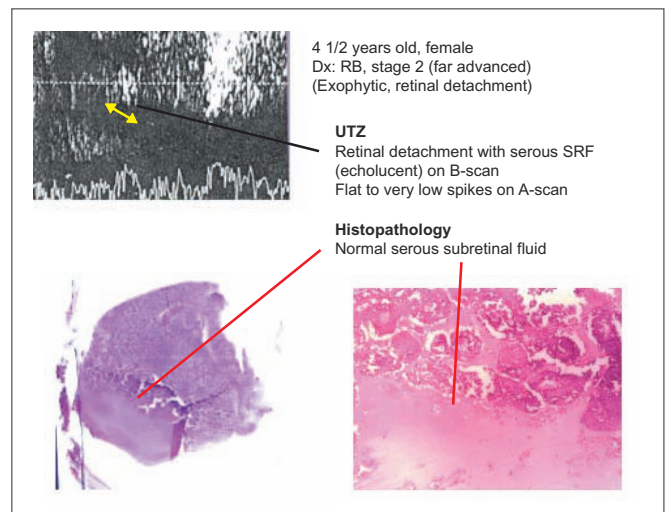 4 1/2 years old, female
Dx: RB, stage 2 (far advanced)
(Exophytic, retinal detachment)
UTZ
Retinal detachment with serous SRF
(echolucent) on B-scan
Flat to very low spikes on A-scan
Histopathology
Normal serous subretinal fluid